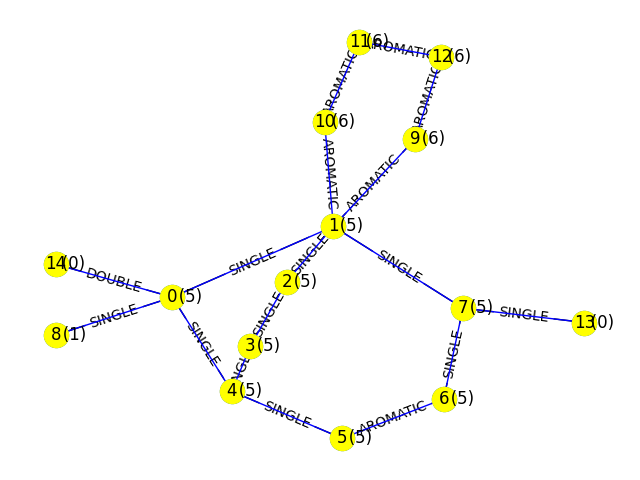 11(6)
AROMATIC
12(6)
AROMATIC
AROMATIC
10(6)
9(6)
AROMATIC
AROMATIC
1(5)
SINGLE
SINGLE
SINGLE
14(0)
DOUBLE
2(5)
0(5)
SINGLE
7(5)
SINGLE
13(0)
8(1)
SINGLE
SINGLE
3(5)
SINGLE
SINGLE
4(5)
SINGLE
6(5)
AROMATIC
5(5)